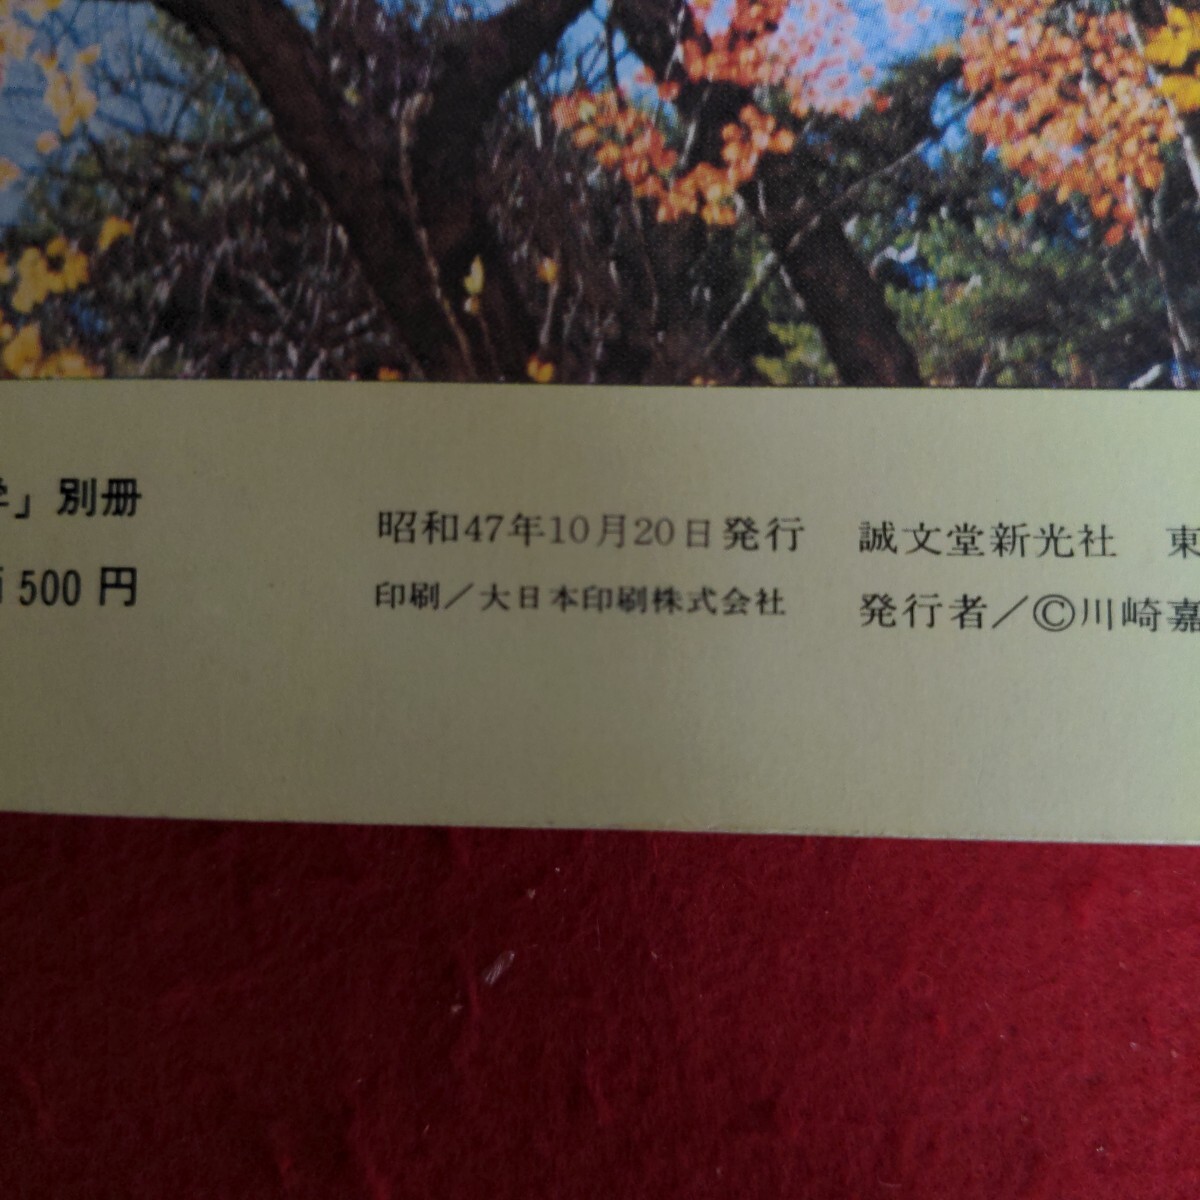 」別冊
500 円
昭和47年10月20日発行 誠文堂新光社 東
印刷／大日本印刷株式会社 発行者／©川崎嘉